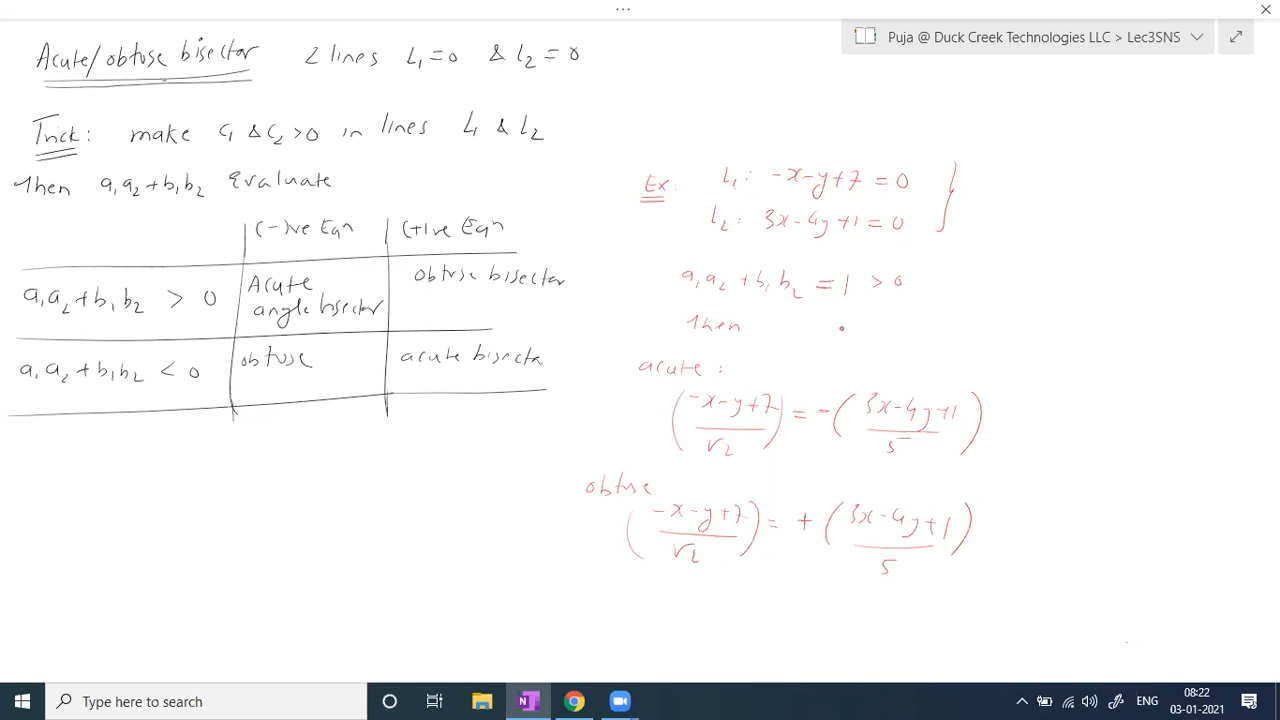 Puja @ Duck Creek Technologies LLC > Lec3SNS
Acute/obtuse bisector 2 lines L₁=0 & L₂=0
Trick: make C₁ & C₂>0 in lines L₁ & L₂
Then a₁a₂+b₁b₂ Evaluate
(-)ive Eqn (+)ive Eqn
a₁a₂+b₁b₂ > 0 Acute angle bisector obtuse bisector
a₁a₂+b₁b₂ < 0 obtuse acute bisecta
Ex: L₁: -x-y+7=0
L₂: 3x-4y+1=0
a₁a₂+b₁b₂ = 1 > 0
Then
acute:
(-x-y+7/√2) = -(3x-4y+1/5)
obtuse
(-x-y+7/√2) = +(3x-4y+1/5)
Type here to search
ENG
08:22
03-01-2021